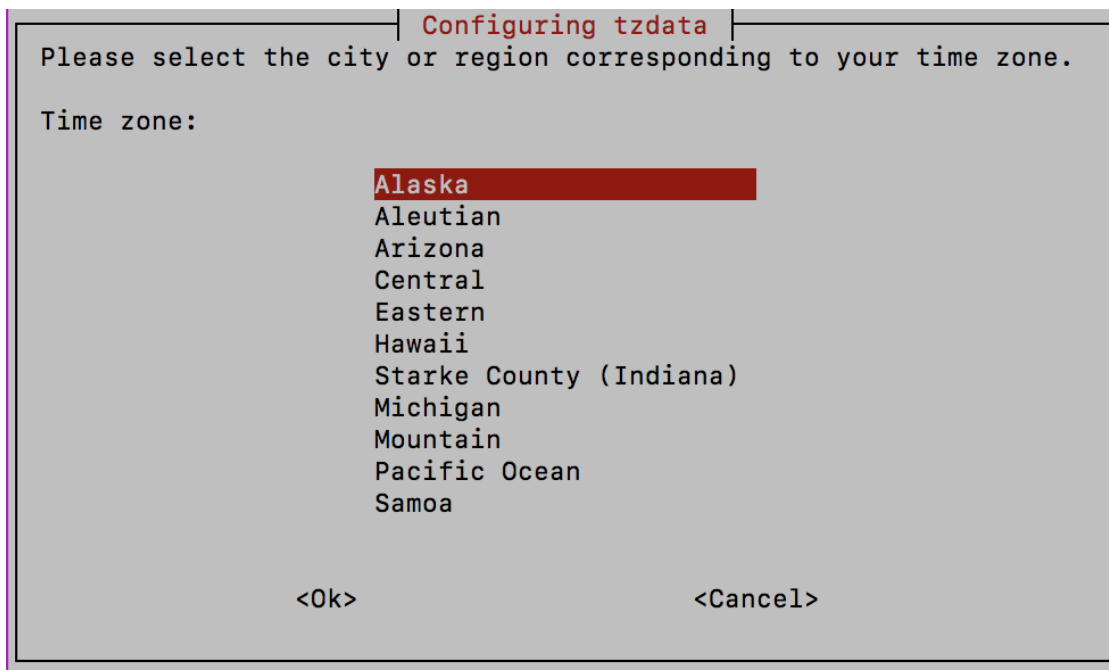 Configuring tzdata
Please select the city or region corresponding to your time zone.
Time zone:
Alaska
Aleutian
Arizona
Central
Eastern
Hawaii
Starke County (Indiana)
Michigan
Mountain
Pacific Ocean
Samoa
<Ok> <Cancel>